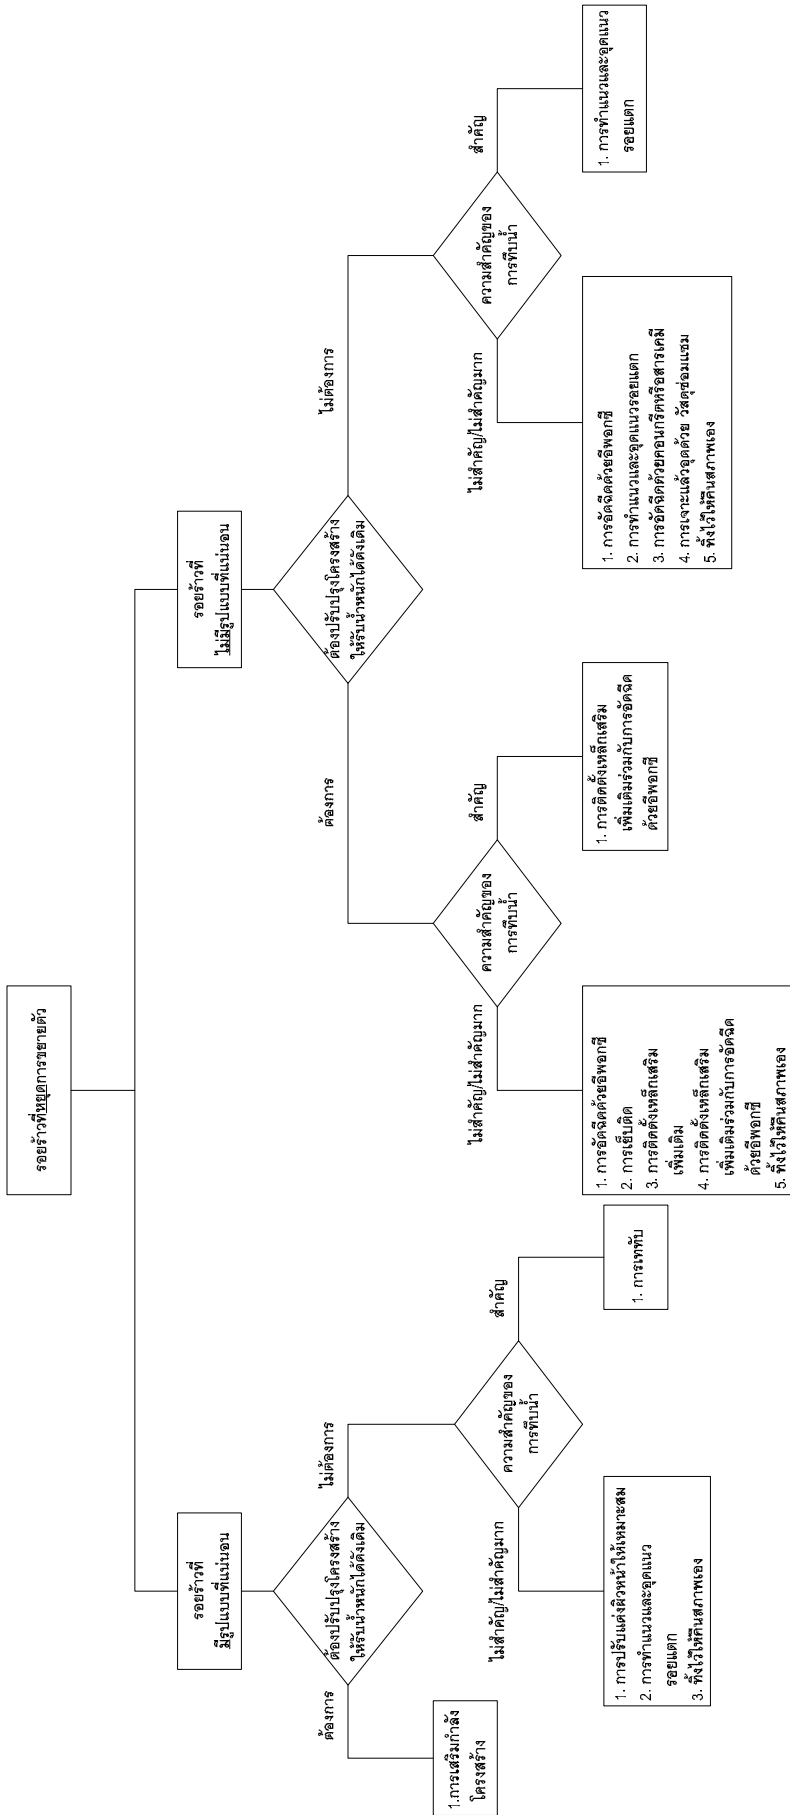 รอยร้าวที่หยุดการขยายตัว
รอยร้าวที่
มีรูปแบบที่แน่นอน
รอยร้าวที่
ไม่มีรูปแบบที่แน่นอน
ต้องปรับปรุงโครงสร้าง
ให้รับน้ำหนักได้ดังเดิม
ต้องการ
ไม่ต้องการ
1.การเสริมกำลัง
โครงสร้าง
ความสำคัญของ
การทึบน้ำ
ไม่สำคัญ/ไม่สำคัญมาก
สำคัญ
1. การปรับแต่งผิวหน้าให้เหมาะสม
2. การทำแนวและอุดแนว
รอยแตก
3. ทิ้งไว้ให้คืนสภาพเอง
1. การเททับ
ต้องปรับปรุงโครงสร้าง
ให้รับน้ำหนักได้ดังเดิม
ต้องการ
ไม่ต้องการ
ความสำคัญของ
การทึบน้ำ
ไม่สำคัญ/ไม่สำคัญมาก
สำคัญ
1. การอัดฉีดด้วยอีพอกซี
2. การเย็บติด
3. การติดตั้งเหล็กเสริม
เพิ่มเติม
4. การติดตั้งเหล็กเสริม
เพิ่มเติมร่วมกับการอัดฉีด
ด้วยอีพอกซี
5. ทิ้งไว้ให้คืนสภาพเอง
1. การติดตั้งเหล็กเสริม
เพิ่มเติมร่วมกับการอัดฉีด
ด้วยอีพอกซี
ความสำคัญของ
การทึบน้ำ
ไม่สำคัญ/ไม่สำคัญมาก
สำคัญ
1. การอัดฉีดด้วยอีพอกซี
2. การทำแนวและอุดแนวรอยแตก
3. การอัดฉีดด้วยคอนกรีตหรือสารเคมี
4. การเจาะแล้วอุดด้วย วัสดุซ่อมแซม
5. ทิ้งไว้ให้คืนสภาพเอง
1. การทำแนวและอุดแนว
รอยแตก